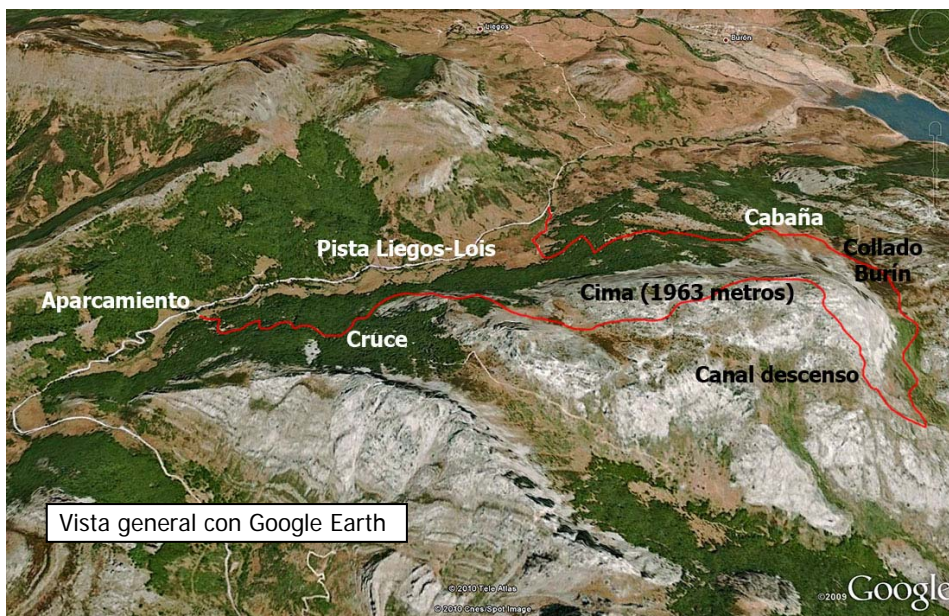 Liegos
Burón
Cabaña
Pista Liegos-Lois
Collado
Burín
Aparcamiento
Cima (1963 metros)
Cruce
Canal descenso
Vista general con Google Earth
© 2010 Tele Atlas
© 2010 Cnes/Spot Image
©2009 Google